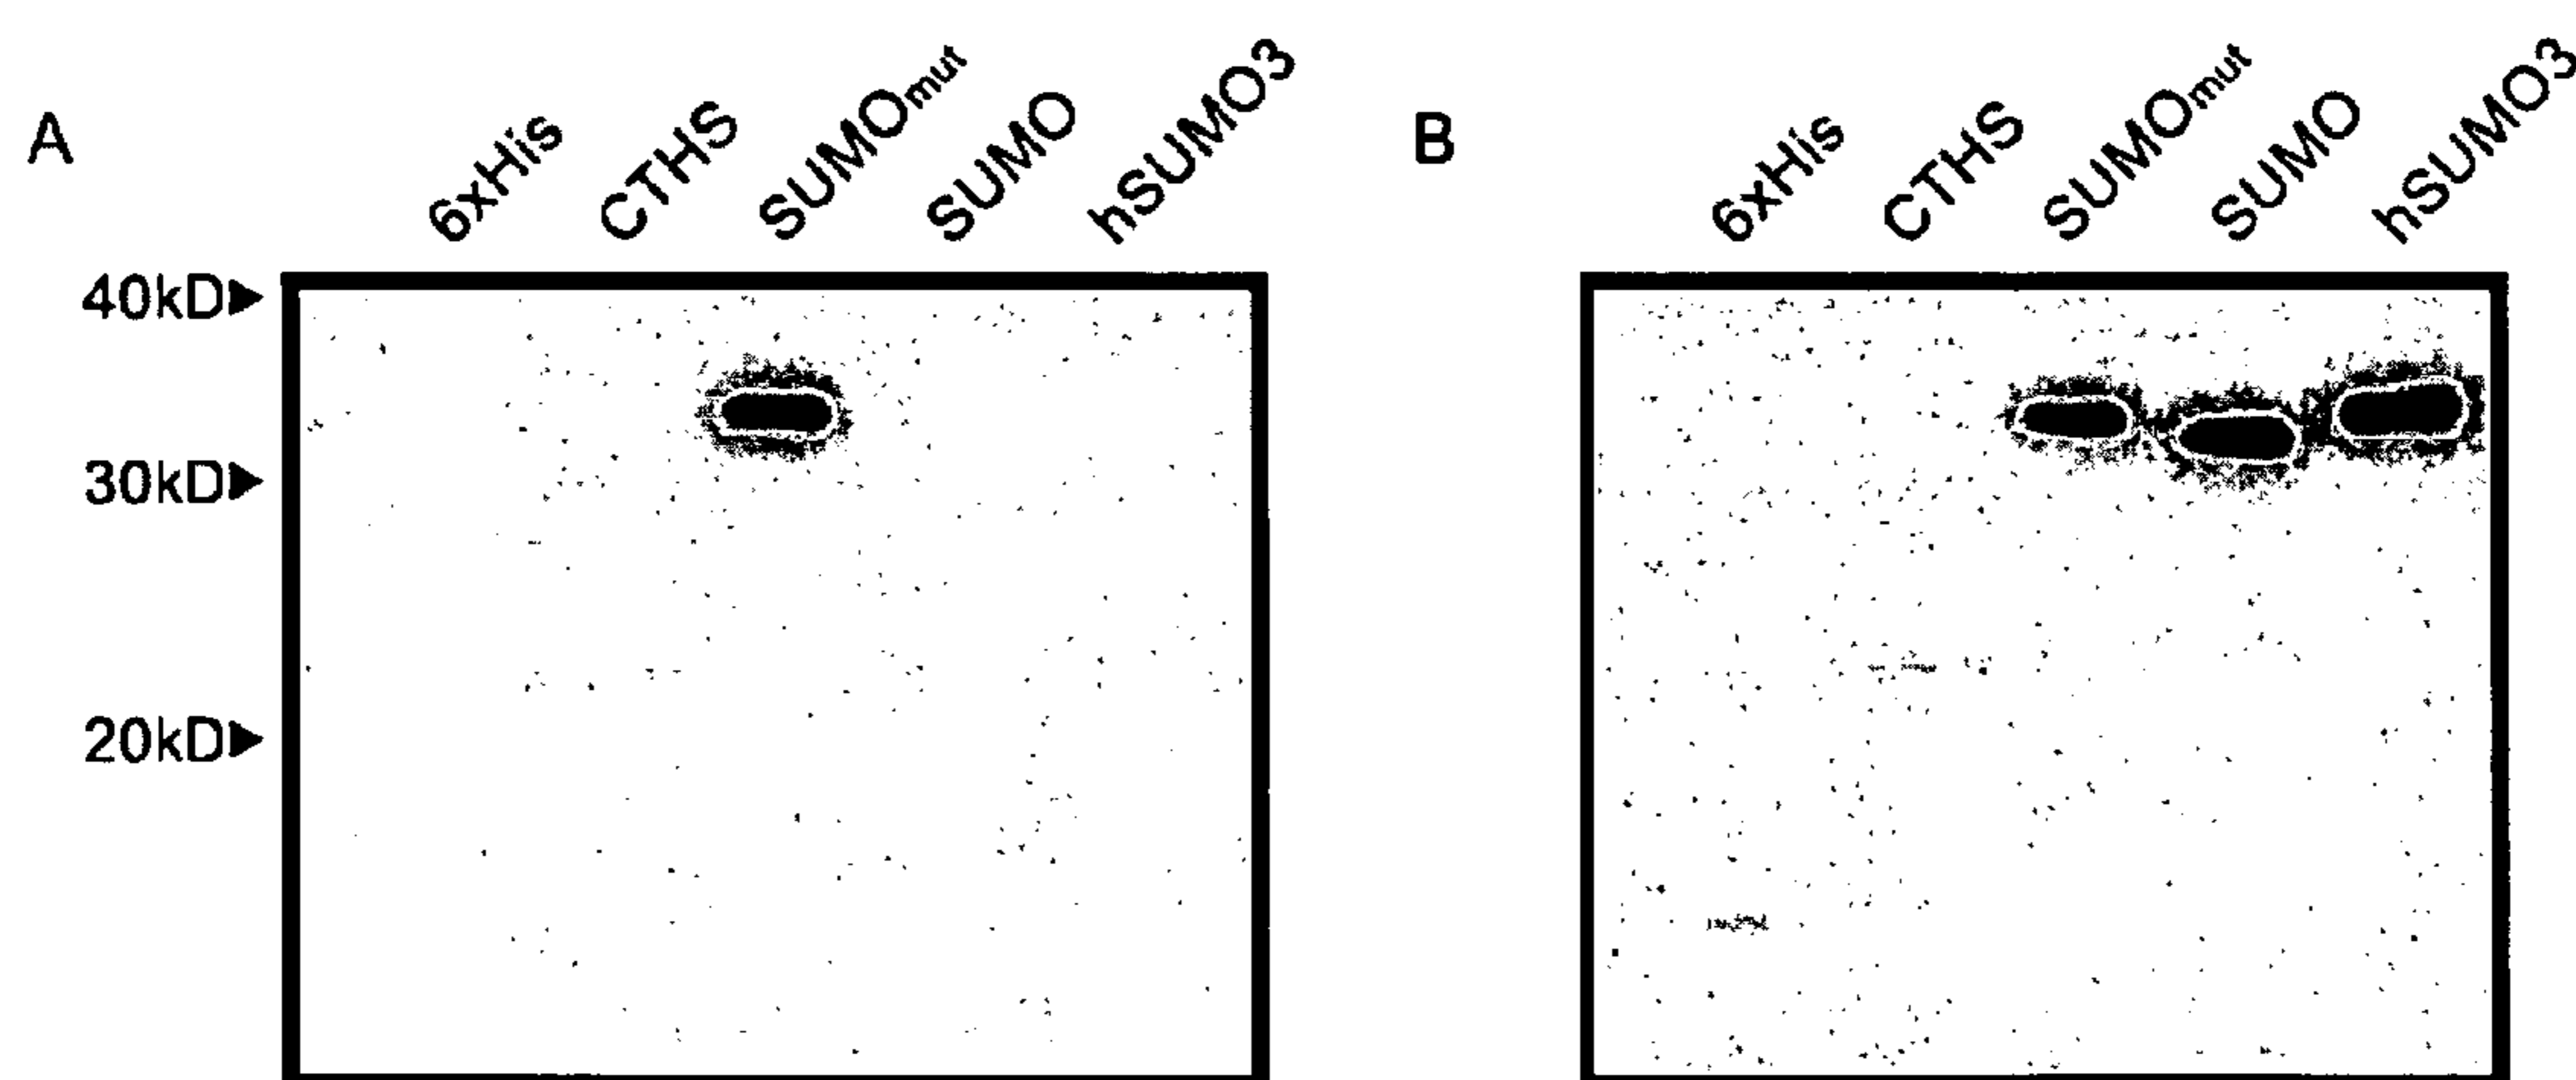 A
6xHis
CTHS
SUMOmut
SUMO
hSUMO3
40kD
30kD
20kD
B
6xHis
CTHS
SUMOmut
SUMO
hSUMO3